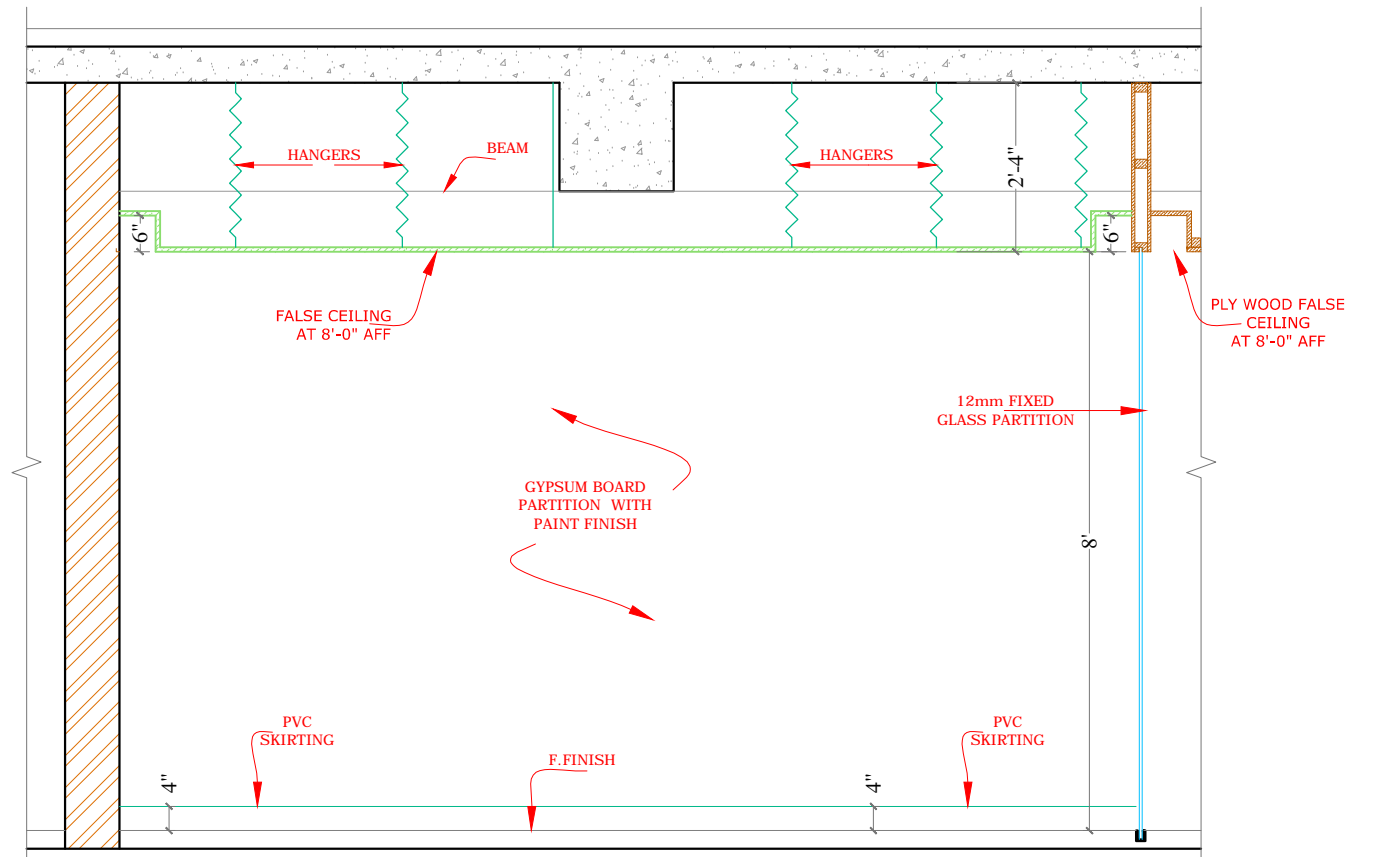 HANGERS
BEAM
HANGERS
2'-4"
6"
6"
FALSE CEILING
AT 8'-0" AFF
PLY WOOD FALSE
CEILING
AT 8'-0" AFF
12mm FIXED
GLASS PARTITION
GYPSUM BOARD
PARTITION WITH
PAINT FINISH
8'
PVC
SKIRTING
F.FINISH
PVC
SKIRTING
4"
4"